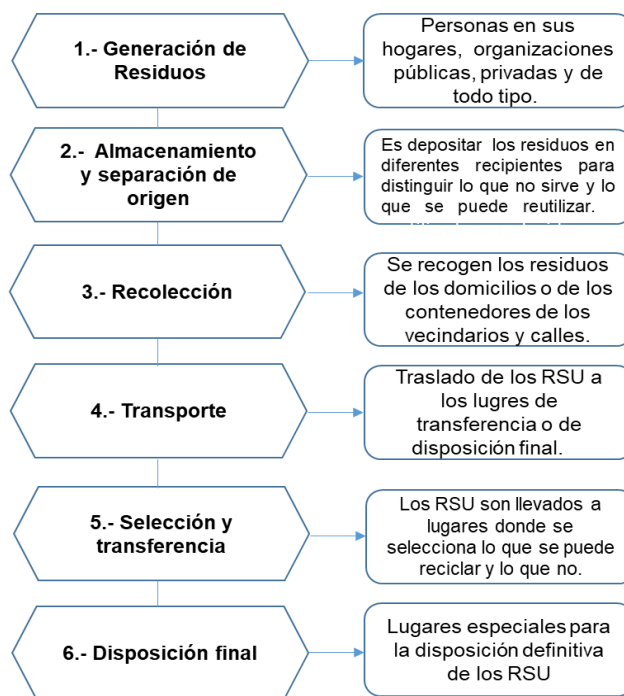 1.- Generación de
Residuos
Personas en sus
hogares, organizaciones
públicas, privadas y de
todo tipo.
2.- Almacenamiento
y separación de
origen
Es depositar los residuos en
diferentes recipientes para
distinguir lo que no sirve y lo
que se puede reutilizar.
3.- Recolección
Se recogen los residuos
de los domicilios o de los
contenedores de los
vecindarios y calles.
4.- Transporte
Traslado de los RSU a
los lugres de
transferencia o de
disposición final.
5.- Selección y
transferencia
Los RSU son llevados a
lugares donde se
selecciona lo que se puede
reciclar y lo que no.
6.- Disposición final
Lugares especiales para
la disposición definitiva
de los RSU